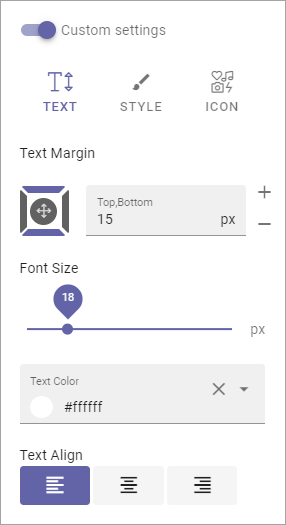 Custom settings
TEXT STYLE ICON
Text Margin
Top,Bottom
15 px
Font Size
18
px
Text Color
#ffffff
Text Align